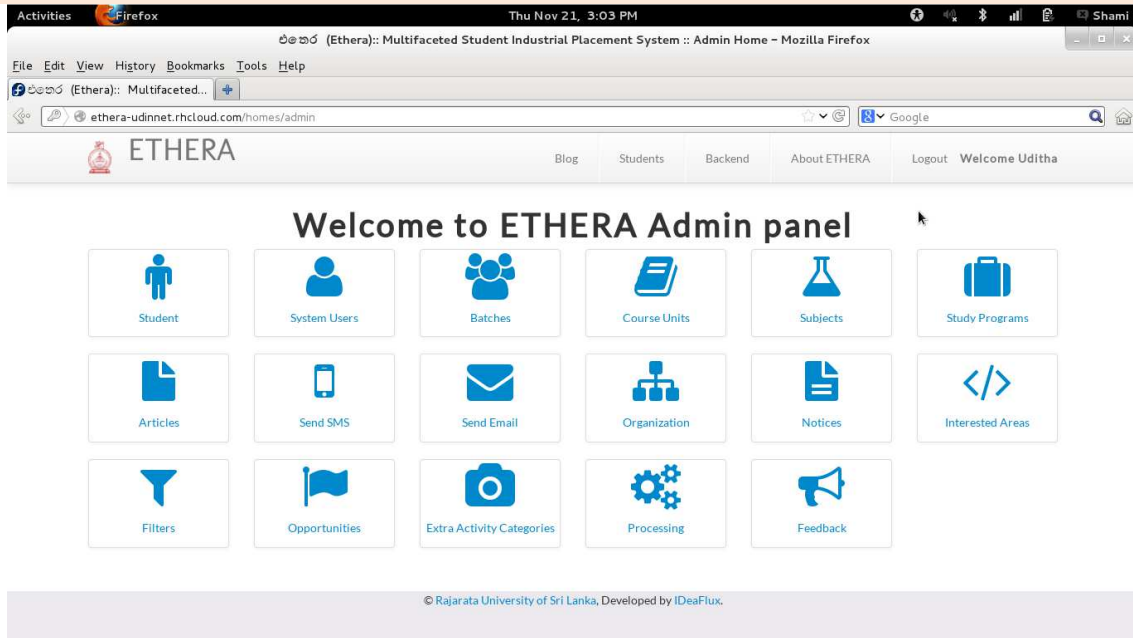 Activities Firefox Thu Nov 21, 3:03 PM Shami
එතෙර් (Ethera):: Multifaceted Student Industrial Placement System :: Admin Home - Mozilla Firefox
File Edit View History Bookmarks Tools Help
එතෙර් (Ethera):: Multifaceted...
ethera-udinnet.rhcloud.com/homes/admin Google
ETHERA Blog Students Backend About ETHERA Logout Welcome Uditha
Welcome to ETHERA Admin panel
Student System Users Batches Course Units Subjects Study Programs
Articles Send SMS Send Email Organization Notices Interested Areas
Filters Opportunities Extra Activity Categories Processing Feedback
© Rajarata University of Sri Lanka, Developed by IDeaFlux.